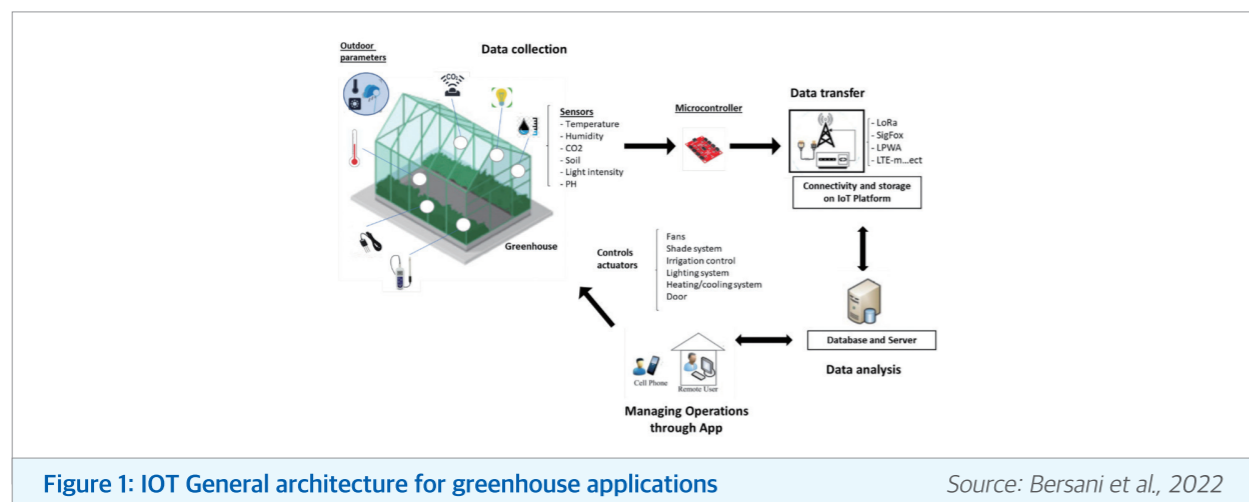 Outdoor
parameters
Data collection
CO2
Sensors
- Temperature
- Humidity
- CO2
- Soil
- Light intensity
- PH
Greenhouse
Microcontroller
Data transfer
- LoRa
- SigFox
- LPWA
- LTE-m...ect
Connectivity and storage
on IoT Platform
Controls
actuators
Fans
Shade system
Irrigation control
Lighting system
Heating/cooling system
Door
Database and Server
Data analysis
Cell Phone
Remote User
Managing Operations
through App
Figure 1: IOT General architecture for greenhouse applications
Source: Bersani et al., 2022